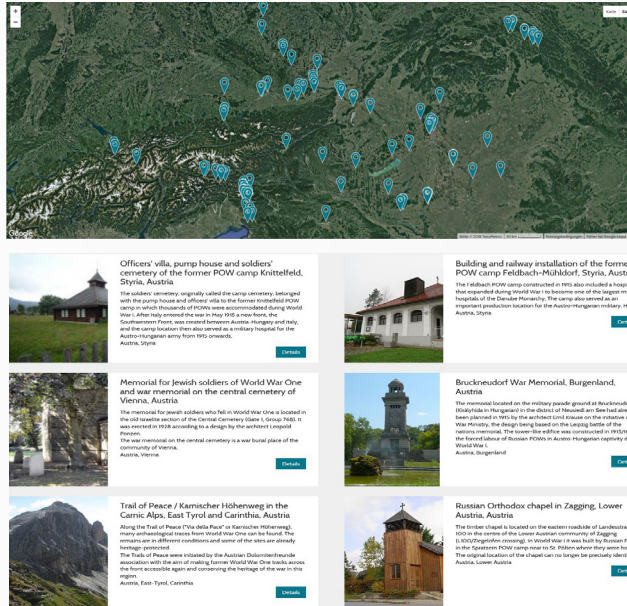 +
−
Karte
Google
Officers' villa, pump house and soldiers'
cemetery of the former POW camp Knittelfeld,
Styria, Austria
The soldiers' cemetery, originally called the camp cemetery, belonged
with the pump house and officers' villa to the former Knittelfeld POW
camp in which thousands of POWs were accommodated during World
War I. After Italy entered the war in May 1915 a new front, the
Southwestern Front, was created between Austria-Hungary and Italy,
and the camp location then also served as a military hospital for the
Austro-Hungarian army from 1915 onwards.
Austria, Styria
Details
Building and railway installation of the forme
POW camp Feldbach-Mühldorf, Styria, Austr
The Feldbach POW camp constructed in 1915 also included a hosp
that expanded during World War I to become one of the largest mi
hospitals of the Danube Monarchy. The camp also served as an
important production location for the Austro-Hungarian military. H
Austria, Styria
Det
Memorial for Jewish soldiers of World War One
and war memorial on the central cemetery of
Vienna, Austria
The memorial for Jewish soldiers who fell in World War One is located in
the old Israelite section of the Central Cemetery (Gate I, Group 76B). It
was erected in 1928 according to a design by the architect Leopold
Ponzen.
The war memorial on the central cemetery is a war burial place of the
community of Vienna.
Austria, Vienna
Details
Bruckneudorf War Memorial, Burgenland,
Austria
The memorial located on the military parade ground at Bruckneudo
(Királyhida in Hungarian) in the district of Neusiedl am See had alre
been planned in 1915 by the architect Emil Krause on the initiative o
War Ministry, the design being based on the Leipzig battle of the
nations memorial. The tower-like edifice was constructed in 1915/16
the forced labour of Russian POWs in Austro-Hungarian captivity d
World War I.
Austria, Burgenland
Det
Trail of Peace / Karnischer Höhenweg in the
Carnic Alps, East Tyrol and Carinthia, Austria
Along the Trail of Peace ("Via della Pace" or Karnischer Höhenweg),
many archaeological traces from World War One can be found. The
remains are in different conditions and some of the sites are already
heritage-protected.
The Trails of Peace were initiated by the Austrian Dolomitenfreunde
association with the aim of making former World War One tracks across
the front accessible again and conserving the heritage of the war in this
region.
Austria, East-Tyrol, Carinthia
Details
Russian Orthodox chapel in Zagging, Lower
Austria, Austria
The timber chapel is located on the eastern roadside of Landesstra
100 in the centre of the Lower Austrian community of Zagging
(L100/Ziegelofen crossing). In World War I it was built by Russian P
in the Spratzern POW camp near to St. Pölten where they were ho
The original location of the chapel can no longer be precisely identi
Austria, Lower Austria
Det